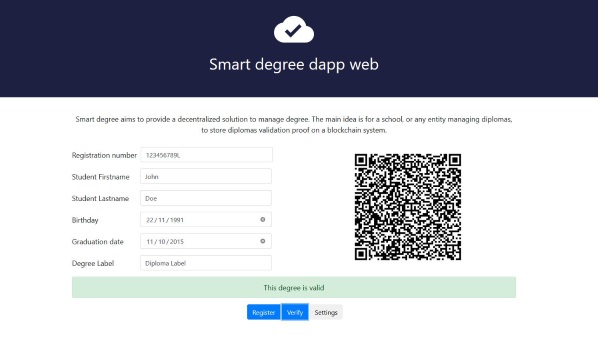 Smart degree dapp web
Smart degree aims to provide a decentralized solution to manage degree. The main idea is for a school, or any entity managing diplomas,
to store diplomas validation proof on a blockchain system.
Registration number 123456789L
Student Firstname John
Student Lastname Doe
Birthday 22/11/1991
Graduation date 11/10/2015
Degree Label Diploma Label
This degree is valid
Register Verify Settings